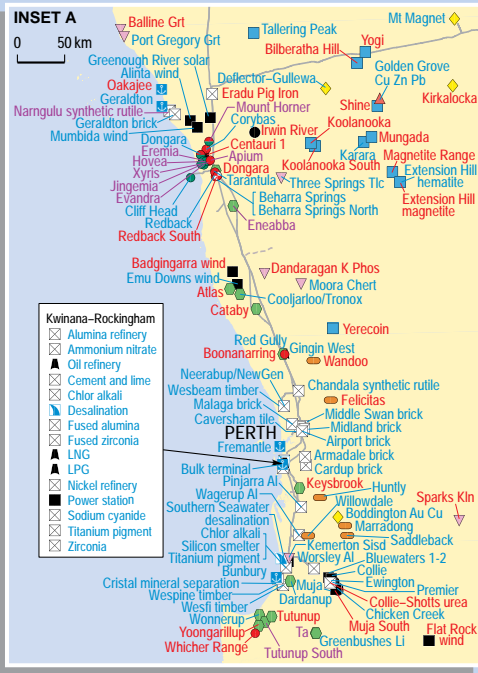 INSET A
0 50 km
Balline Grt
Port Gregory Grt
Tallering Peak
Mt Magnet
Yogi
Bilberatha Hill
Greenough River solar
Alinta wind
Oakajee
Geraldton
Narngulu synthetic rutile
Geraldton brick
Mumbida wind
Deflector-Gullewa
Golden Grove
Cu Zn Pb
Eradu Pig Iron
Mount Horner
Corybas
Shine
Kirkalocka
Irwin River
Koolanooka
Mungada
Dongara
Centauri 1
Eremia
Apium
Hovea
Koolanooka South
Karara
Magnetite Range
Xyris
Dongara
Jingemia
Tarantula
Three Springs Tlc
Extension Hill
hematite
Evandra
Beharra Springs
Cliff Head
Beharra Springs North
Extension Hill
magnetite
Redback
Redback South
Eneabba
Badgingarra wind
Dandaragan K Phos
Emu Downs wind
Moora Chert
Atlas
Cooljarloo/Tronox
Cataby
Kwinana–Rockingham
Alumina refinery
Ammonium nitrate
Oil refinery
Cement and lime
Chlor alkali
Desalination
Fused alumina
Fused zirconia
LNG
LPG
Nickel refinery
Power station
Sodium cyanide
Titanium pigment
Zirconia
Yerecoin
Red Gully
Gingin West
Boonanarring
Wandoo
Neerabup/NewGen
Chandala synthetic rutile
Wesbeam timber
Felicitas
Malaga brick
Middle Swan brick
Caversham tile
Midland brick
PERTH
Airport brick
Fremantle
Armadale brick
Bulk terminal
Cardup brick
Pinjarra Al
Keysbrook
Huntly
Wagerup Al
Willowdale
Sparks Kln
Southern Seawater
desalination
Boddington Au Cu
Marradong
Chlor alkali
Saddleback
Silicon smelter
Kemerton Sisd
Titanium pigment
Worsley Al
Bluewaters 1-2
Bunbury
Collie
Cristal mineral separation
Muja
Ewington
Wespine timber
Dardanup
Premier
Collie–Shotts urea
Wesfi timber
Chicken Creek
Wonnerup
Tutunup
Muja South
Yoongarillup
Ta
Flat Rock
wind
Whicher Range
Greenbushes Li
Tutunup South